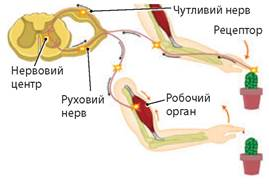 Чутливий нерв
Рецептор
Нервовий
центр
Руховий
нерв
Робочий
орган